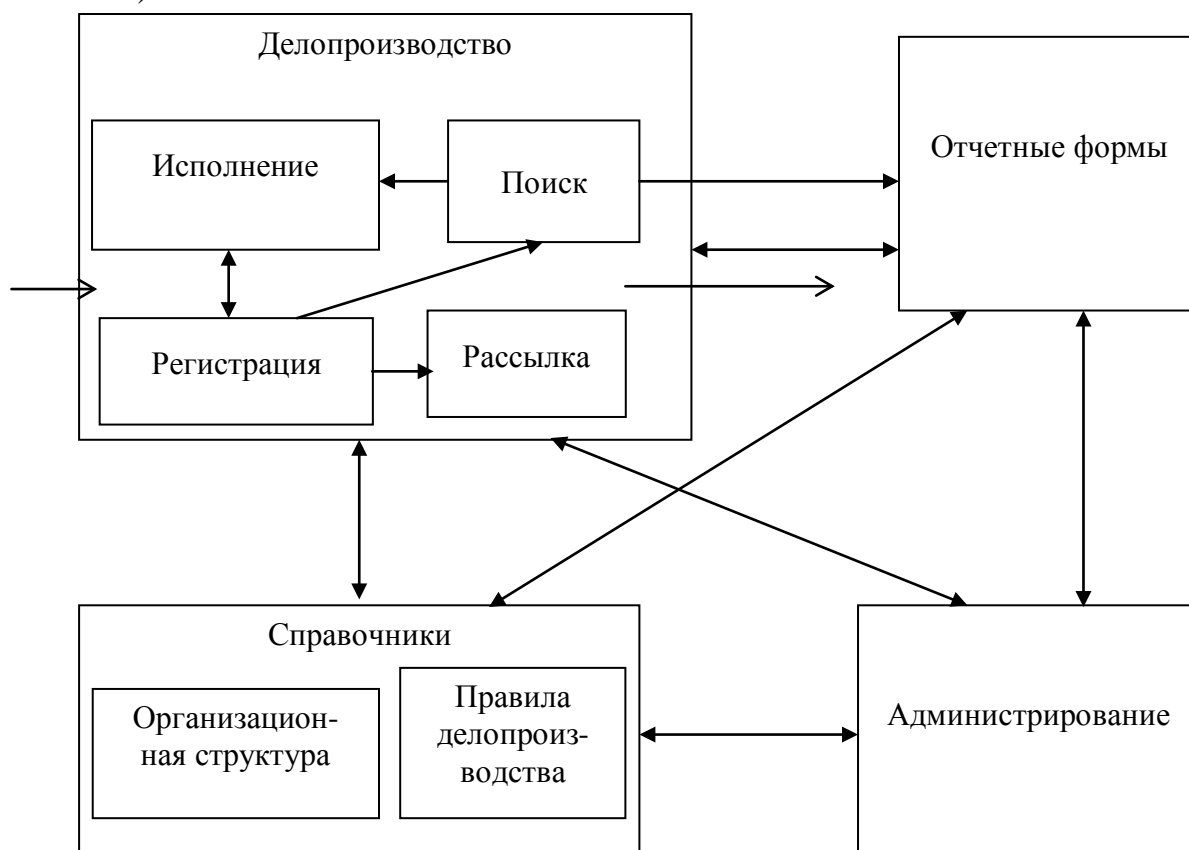 )
Делопроизводство
Исполнение
Поиск
Отчетные формы
Регистрация
Рассылка
Справочники
Организацион-
ная структура
Правила
делопроиз-
водства
Администрирование